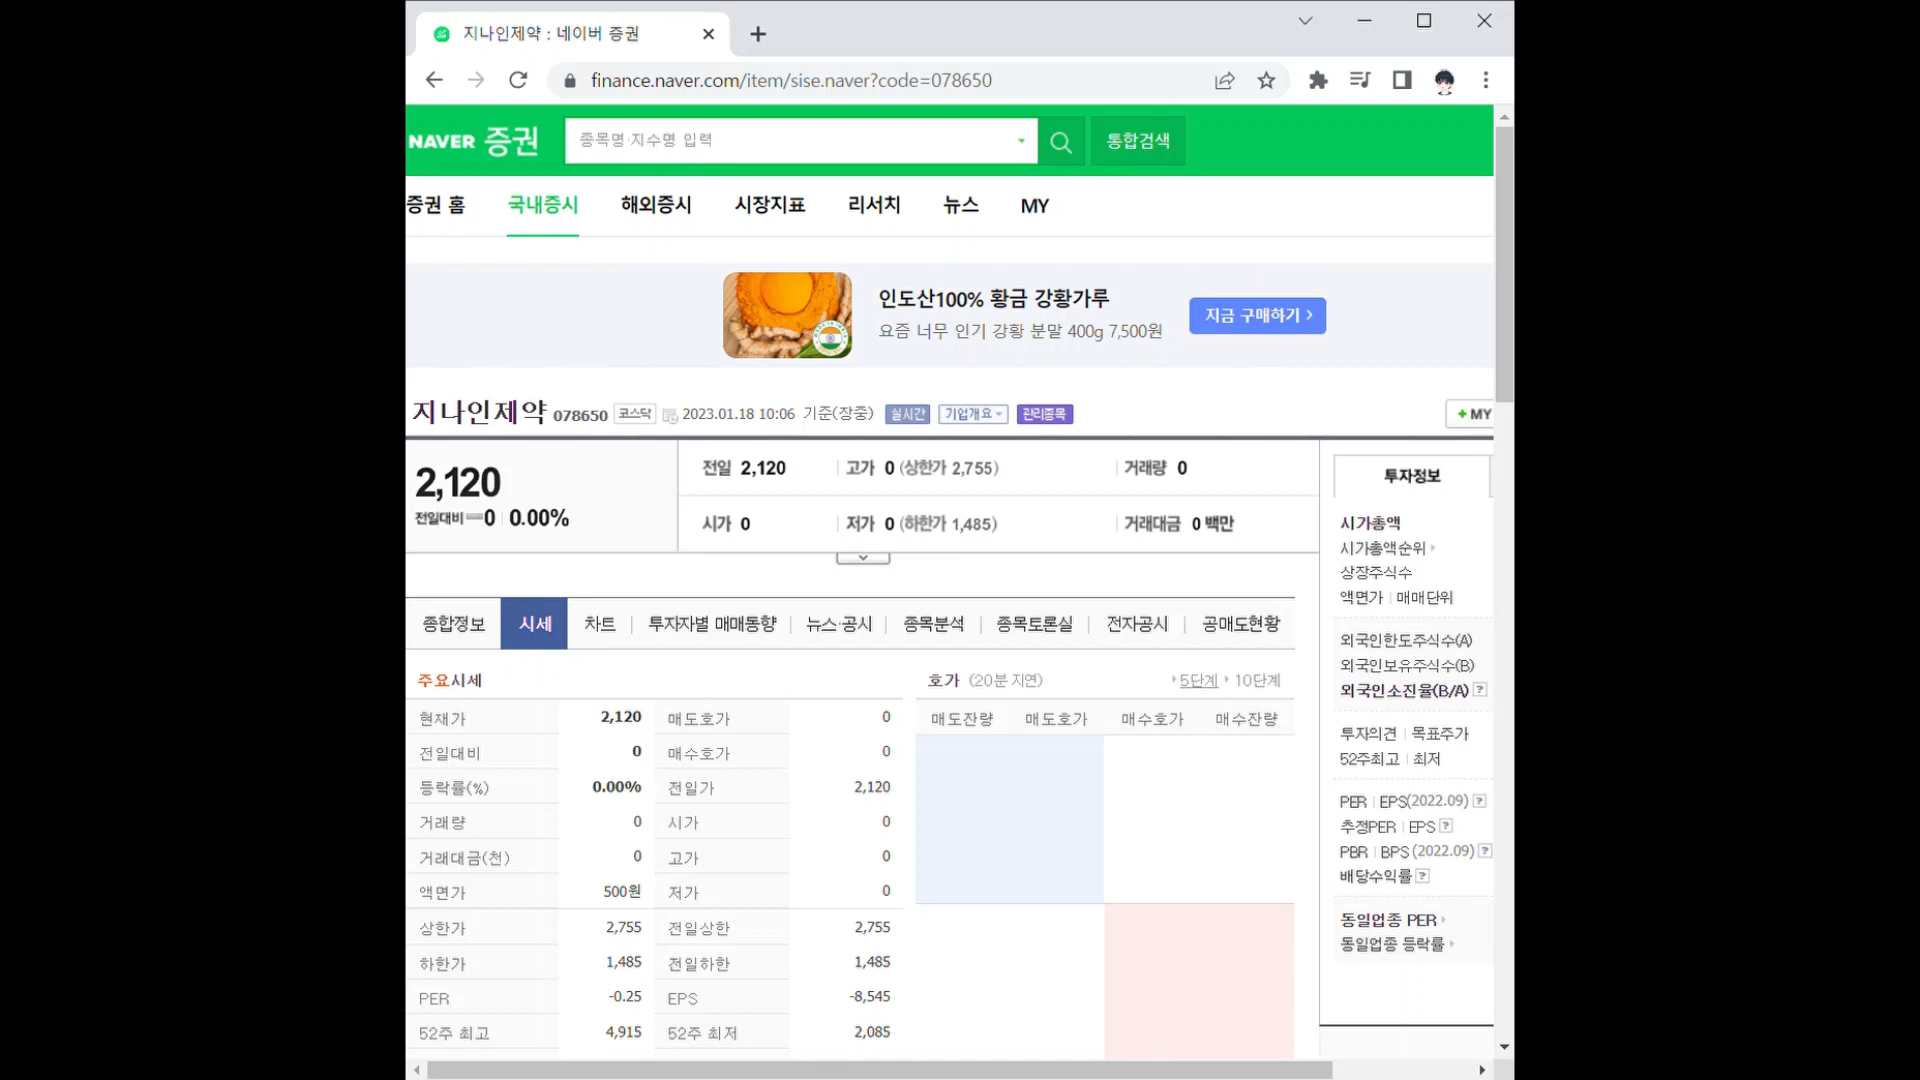 지나인제약 : 네이버 증권
finance.naver.com/item/sise.naver?code=078650
NAVER 증권
종목명·지수명 입력
통합검색
증권 홈 국내증시 해외증시 시장지표 리서치 뉴스 MY
인도산100% 황금 강황가루
요즘 너무 인기 강황 분말 400g 7,500원
지금 구매하기 >
지나인제약 078650 코스닥 2023.01.18 10:06 기준(장중) 실시간 기업개요 관리종목
+ MY
2,120
전일대비 0 0.00%
전일 2,120 고가 0 (상한가 2,755) 거래량 0
시가 0 저가 0 (하한가 1,485) 거래대금 0 백만
종합정보 시세 차트 투자자별 매매동향 뉴스·공시 종목분석 종목토론실 전자공시 공매도현황
주요시세
현재가 2,120 매도호가 0
전일대비 0 매수호가 0
등락률(%) 0.00% 전일가 2,120
거래량 0 시가 0
거래대금(천) 0 고가 0
액면가 500원 저가 0
상한가 2,755 전일상한 2,755
하한가 1,485 전일하한 1,485
PER -0.25 EPS -8,545
52주 최고 4,915 52주 최저 2,085
호가 (20분 지연) 5단계 10단계
매도잔량 매도호가 매수호가 매수잔량
투자정보
시가총액
시가총액순위
상장주식수
액면가 | 매매단위
외국인한도주식수(A)
외국인보유주식수(B)
외국인소진율(B/A) ?
투자의견 | 목표주가
52주최고 | 최저
PER | EPS(2022.09) ?
추정PER | EPS ?
PBR | BPS (2022.09) ?
배당수익률 ?
동일업종 PER
동일업종 등락률